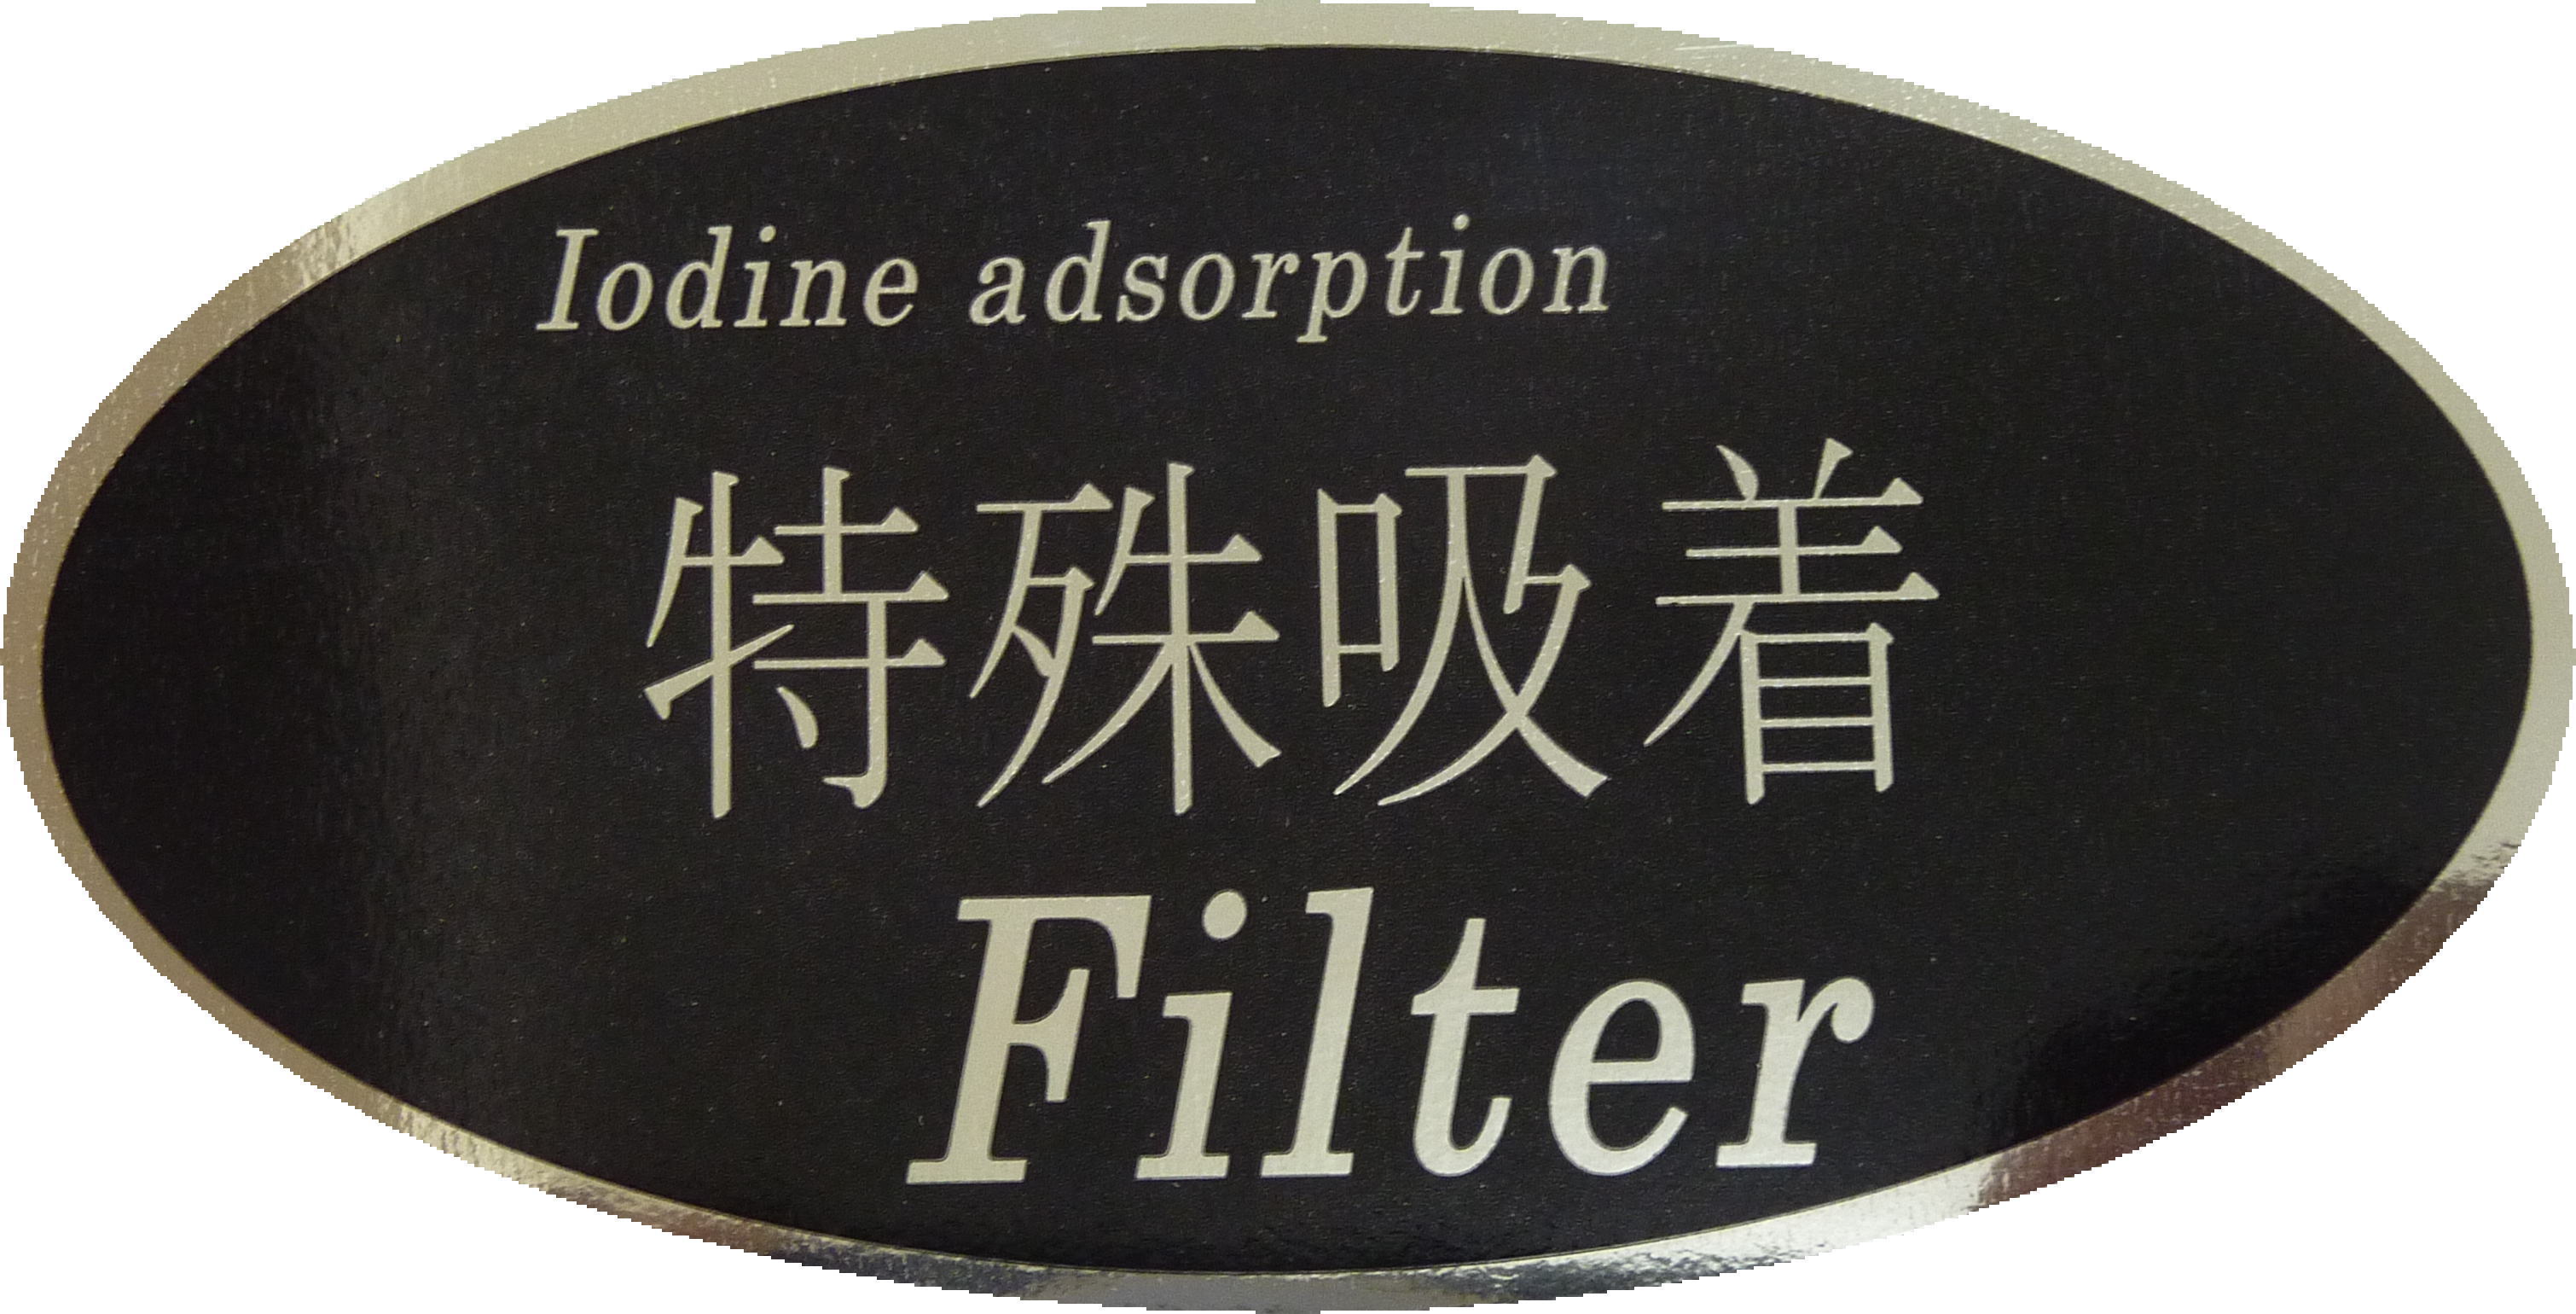 Iodine adsorption
特殊吸着
Filter